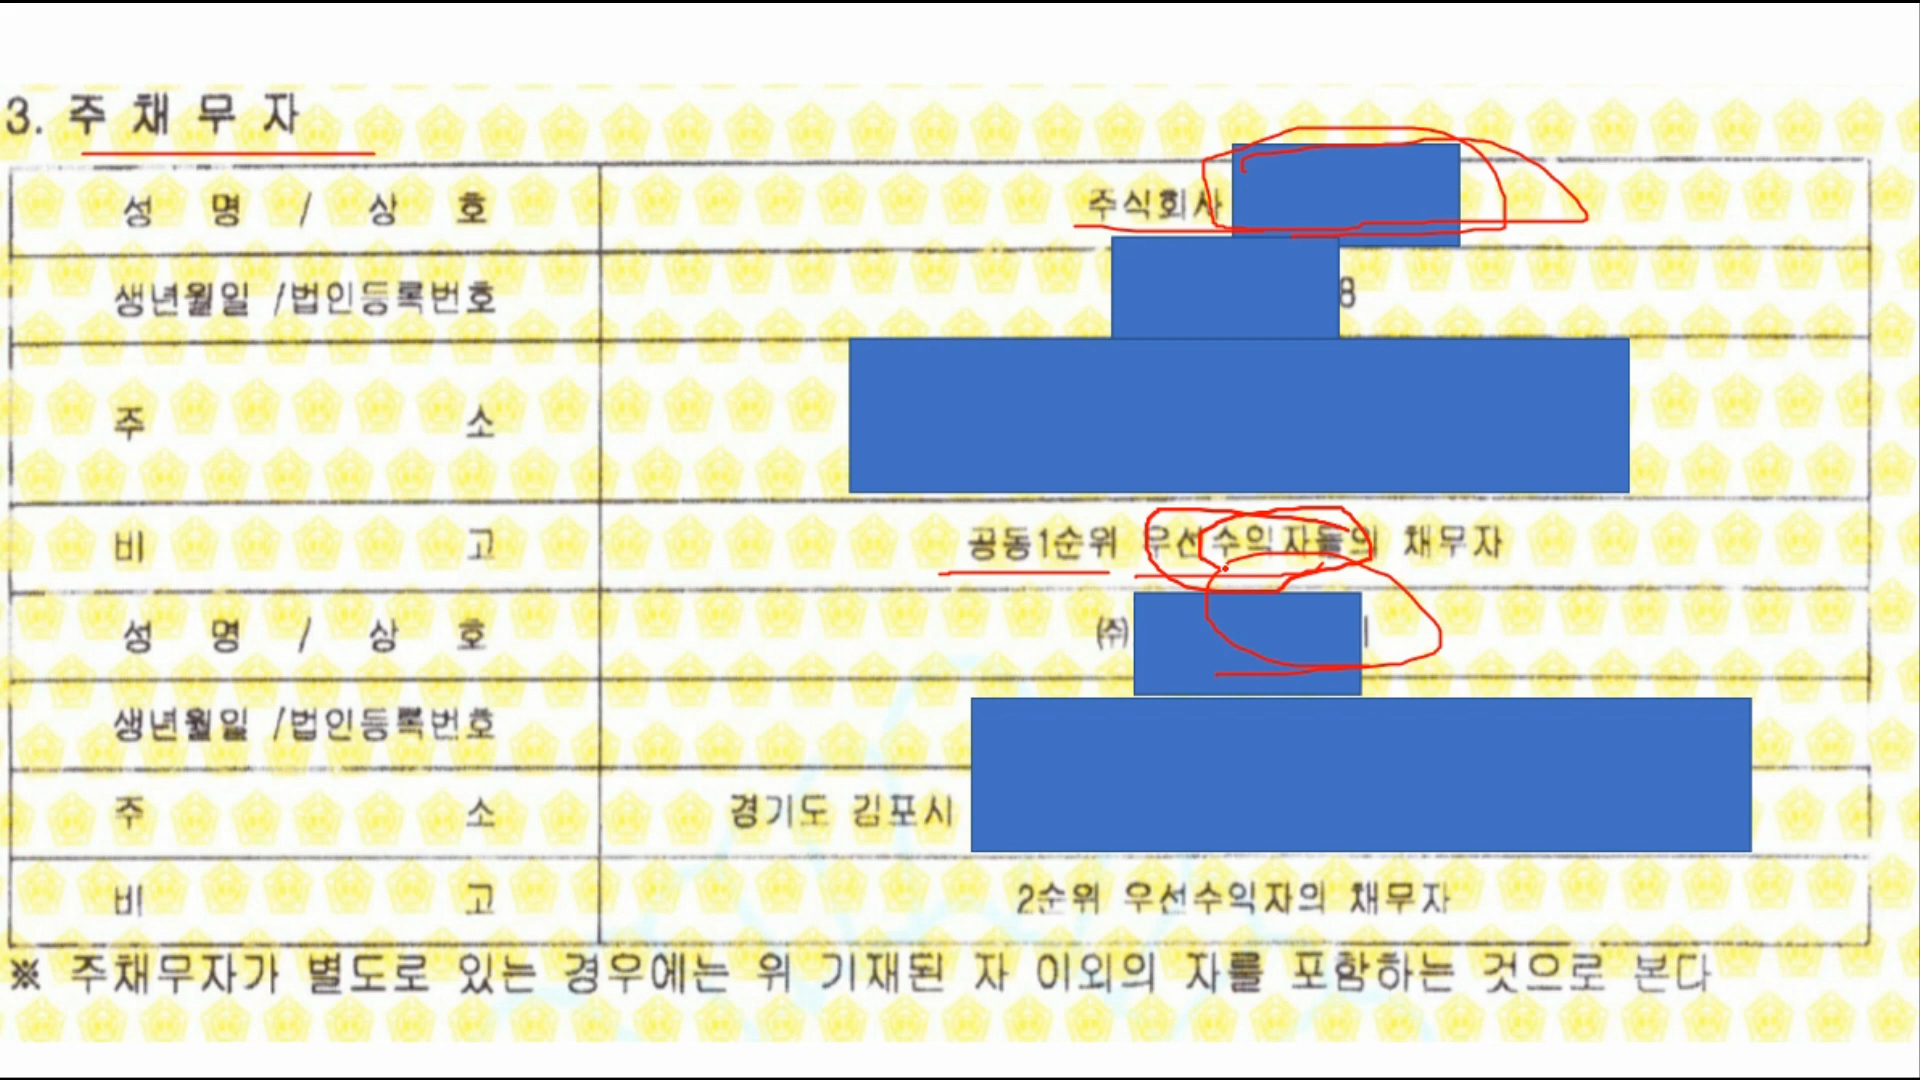 3. 주 채 무 자
성 명 / 상 호 주식회사
생년월일 /법인등록번호 8
주 소
비 고 공동1순위 우선수익자들의 채무자
성 명 / 상 호 ㈜
생년월일 /법인등록번호
주 소 경기도 김포시
비 고 2순위 우선수익자의 채무자
※ 주채무자가 별도로 있는 경우에는 위 기재된 자 이외의 자를 포함하는 것으로 본다